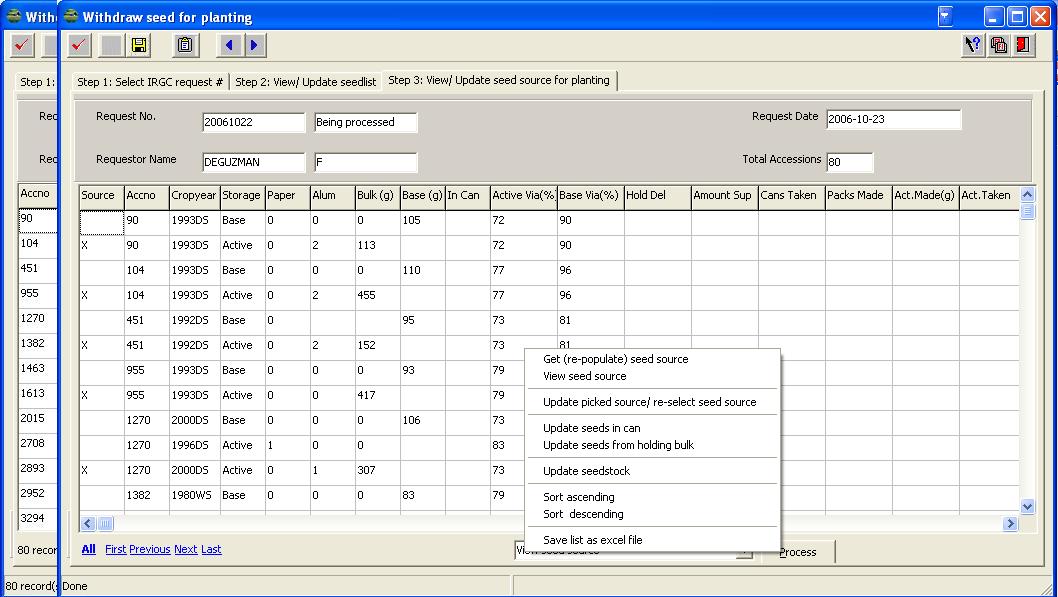 Withd
Withdraw seed for planting
Step 1:
Step 1: Select IRGC request #
Step 2: View/ Update seedlist
Step 3: View/ Update seed source for planting
Rec
Request No.
20061022
Being processed
Request Date
2006-10-23
Rec
Requestor Name
DEGUZMAN
F
Total Accessions
80
Accno
90
104
451
955
1270
1382
1463
1613
2015
2708
2893
2952
3294
Source Accno Cropyear Storage Paper Alum Bulk (g) Base (g) In Can Active Via(%) Base Via(%) Hold Del Amount Sup Cans Taken Packs Made Act.Made(g) Act.Taken
90 1993DS Base 0 0 0 105 72 90
X 90 1993DS Active 0 2 113 72 90
104 1993DS Base 0 0 0 110 77 96
X 104 1993DS Active 0 2 455 77 96
451 1992DS Base 0 0 0 95 73 81
X 451 1992DS Active 0 2 152 73 81
955 1993DS Base 0 0 0 93 79
X 955 1993DS Active 0 0 417 79
1270 2000DS Base 0 0 0 106 73
1270 1996DS Active 1 0 0 83
X 1270 2000DS Active 0 1 307 73
1382 1980WS Base 0 0 0 83 79
Get (re-populate) seed source
View seed source
Update picked source/ re-select seed source
Update seeds in can
Update seeds from holding bulk
Update seedstock
Sort ascending
Sort descending
Save list as excel file
80 recor
All First Previous Next Last
View seed source
Process
80 record(s
Done